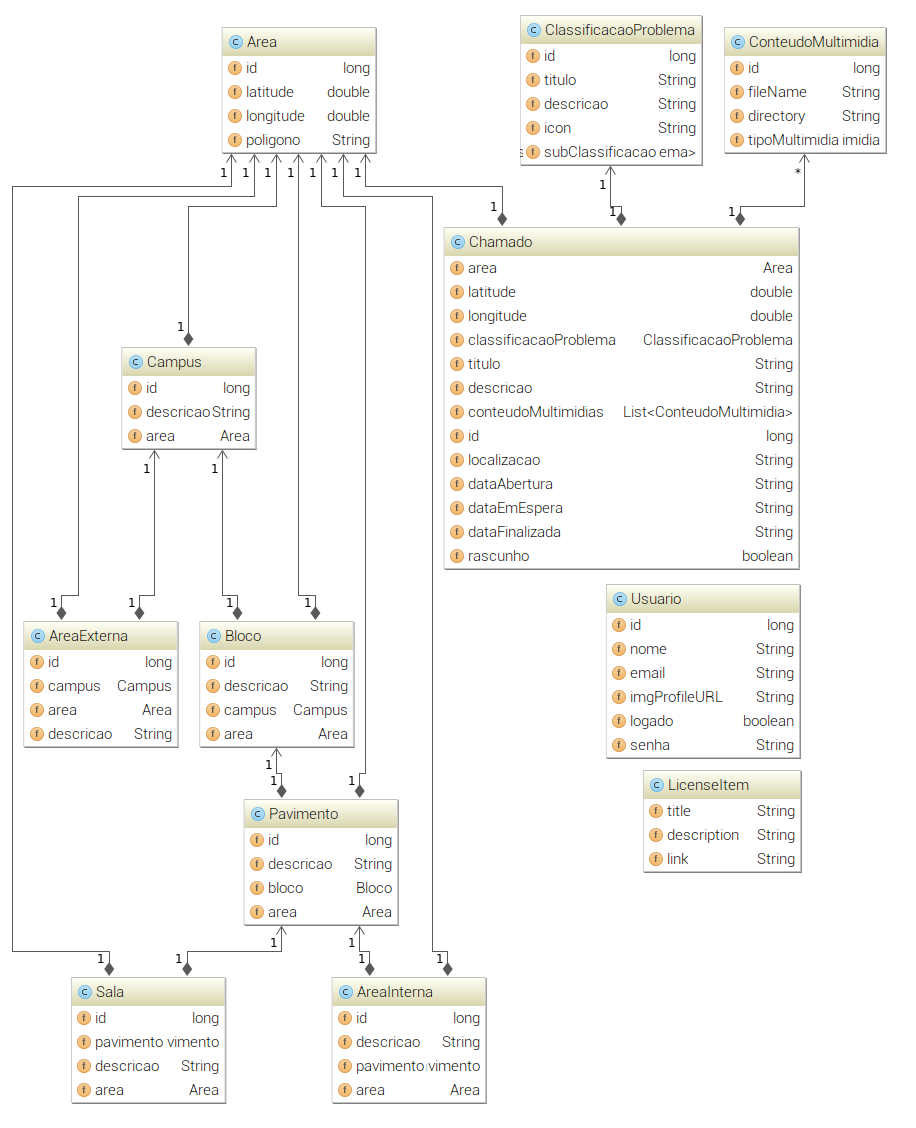 Area
id long
latitude double
longitude double
poligono String
ClassificacaoProblema
id long
titulo String
descricao String
icon String
subClassificacao ema>
ConteudoMultimidia
id long
fileName String
directory String
tipoMultimidia imidia
1 1 1 1 1 1 1
1
*
1
1
1
Chamado
area Area
latitude double
longitude double
classificacaoProblema ClassificacaoProblema
titulo String
descricao String
conteudoMultimidias List<ConteudoMultimidia>
id long
localizacao String
dataAbertura String
dataEmEspera String
dataFinalizada String
rascunho boolean
1
Campus
id long
descricao String
area Area
1 1
1 1 1 1
AreaExterna
id long
campus Campus
area Area
descricao String
Bloco
id long
descricao String
campus Campus
area Area
Usuario
id long
nome String
email String
imgProfileURL String
logado boolean
senha String
1
1 1
Pavimento
id long
descricao String
bloco Bloco
area Area
LicenseItem
title String
description String
link String
1 1
1 1 1 1
Sala
id long
pavimento vimento
descricao String
area Area
AreaInterna
id long
descricao String
pavimento vimento
area Area